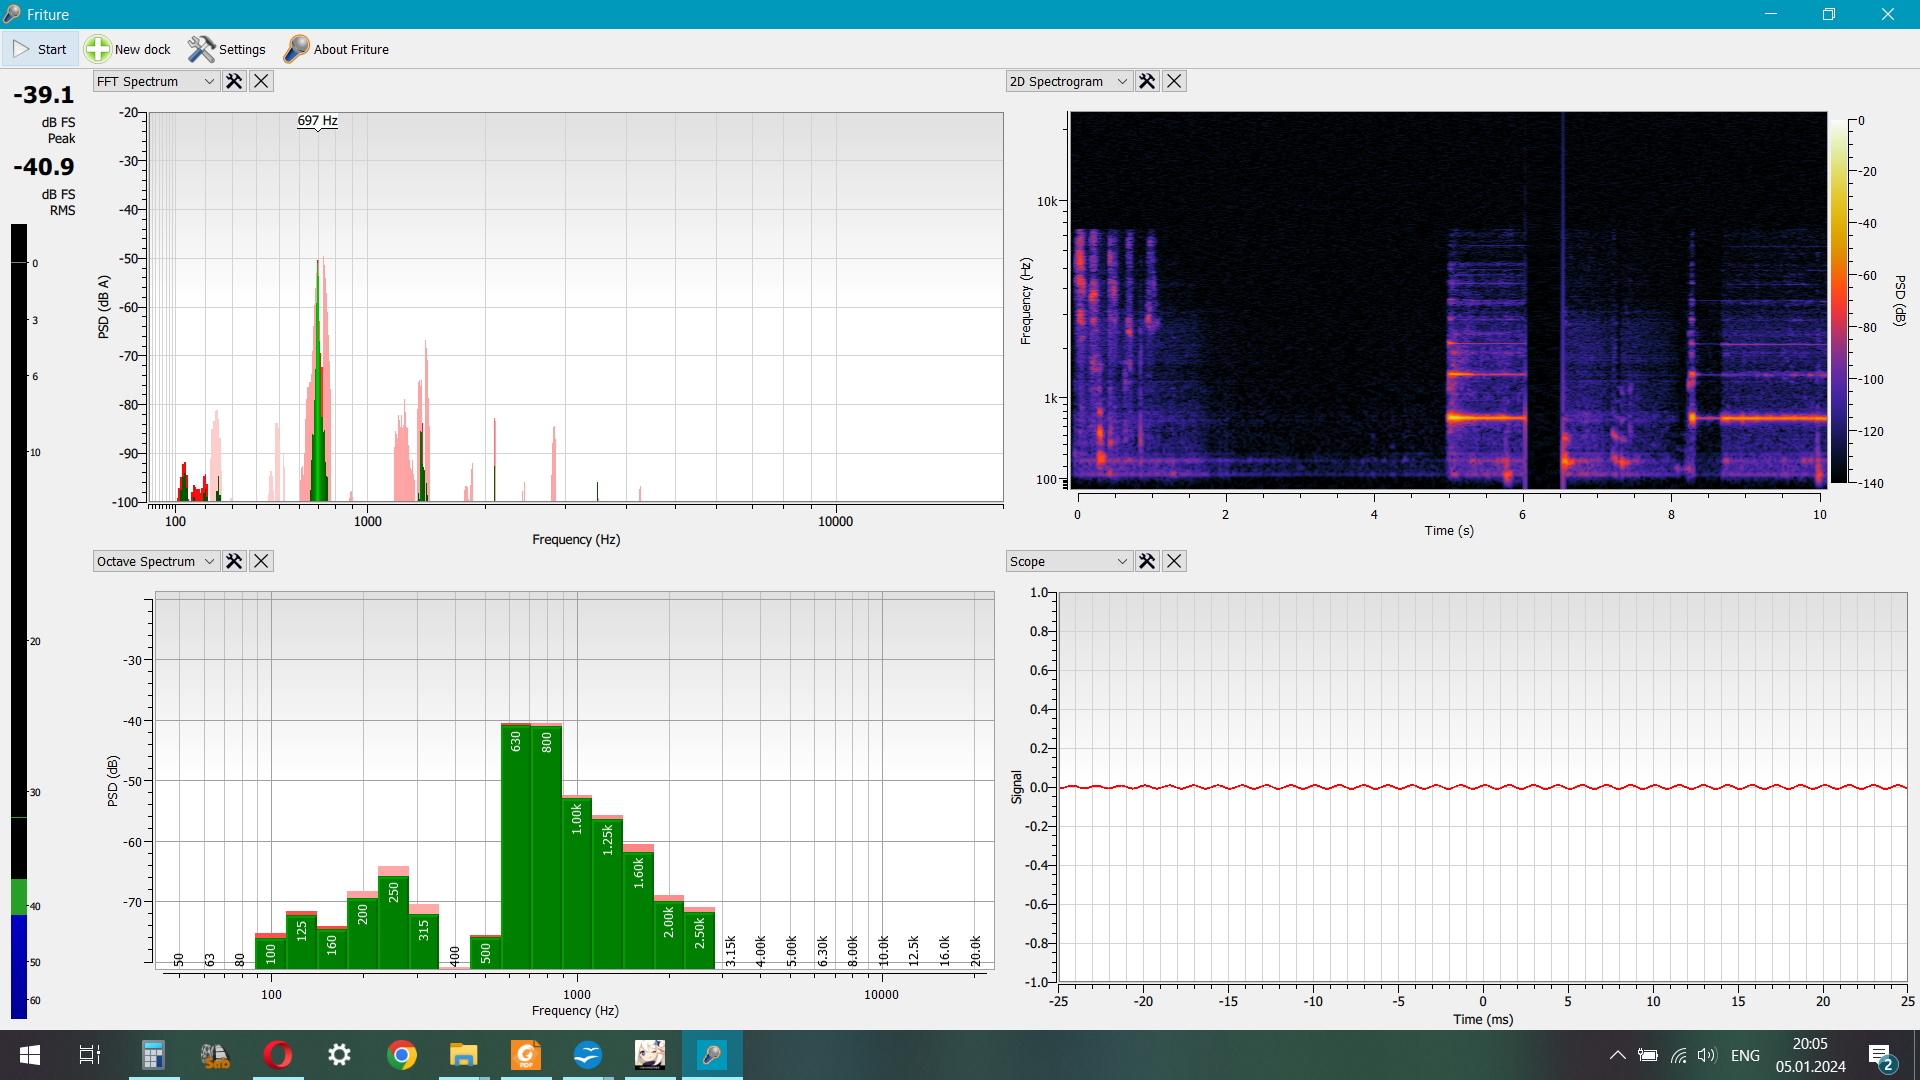 Friture
Start
New dock
Settings
About Friture
-39.1
dB FS
Peak
-40.9
dB FS
RMS
0
3
6
10
20
30
40
50
60
FFT Spectrum
697 Hz
-20
-30
-40
-50
-60
-70
-80
-90
-100
PSD (dB A)
100
1000
10000
Frequency (Hz)
2D Spectrogram
10k
1k
100
Frequency (Hz)
0
2
4
6
8
10
Time (s)
0
-20
-40
-60
-80
-100
-120
-140
PSD (dB)
Octave Spectrum
-30
-40
-50
-60
-70
PSD (dB)
50
63
80
100
125
160
200
250
315
400
500
630
800
1.00k
1.25k
1.60k
2.00k
2.50k
3.15k
4.00k
5.00k
6.30k
8.00k
10.0k
12.5k
16.0k
20.0k
100
1000
10000
Frequency (Hz)
Scope
1.0
0.8
0.6
0.4
0.2
0.0
-0.2
-0.4
-0.6
-0.8
-1.0
Signal
-25
-20
-15
-10
-5
0
5
10
15
20
25
Time (ms)
PDF
ENG
20:05
05.01.2024
2